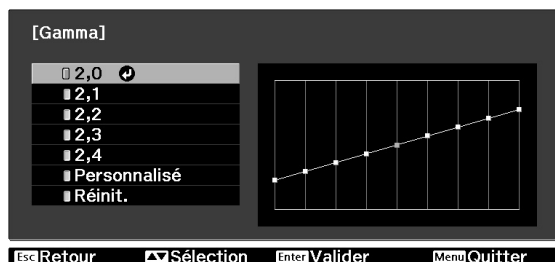 [Gamma]
2,0
2,1
2,2
2,3
2,4
Personnalisé
Réinit.
Esc Retour Sélection Enter Valider Menu Quitter